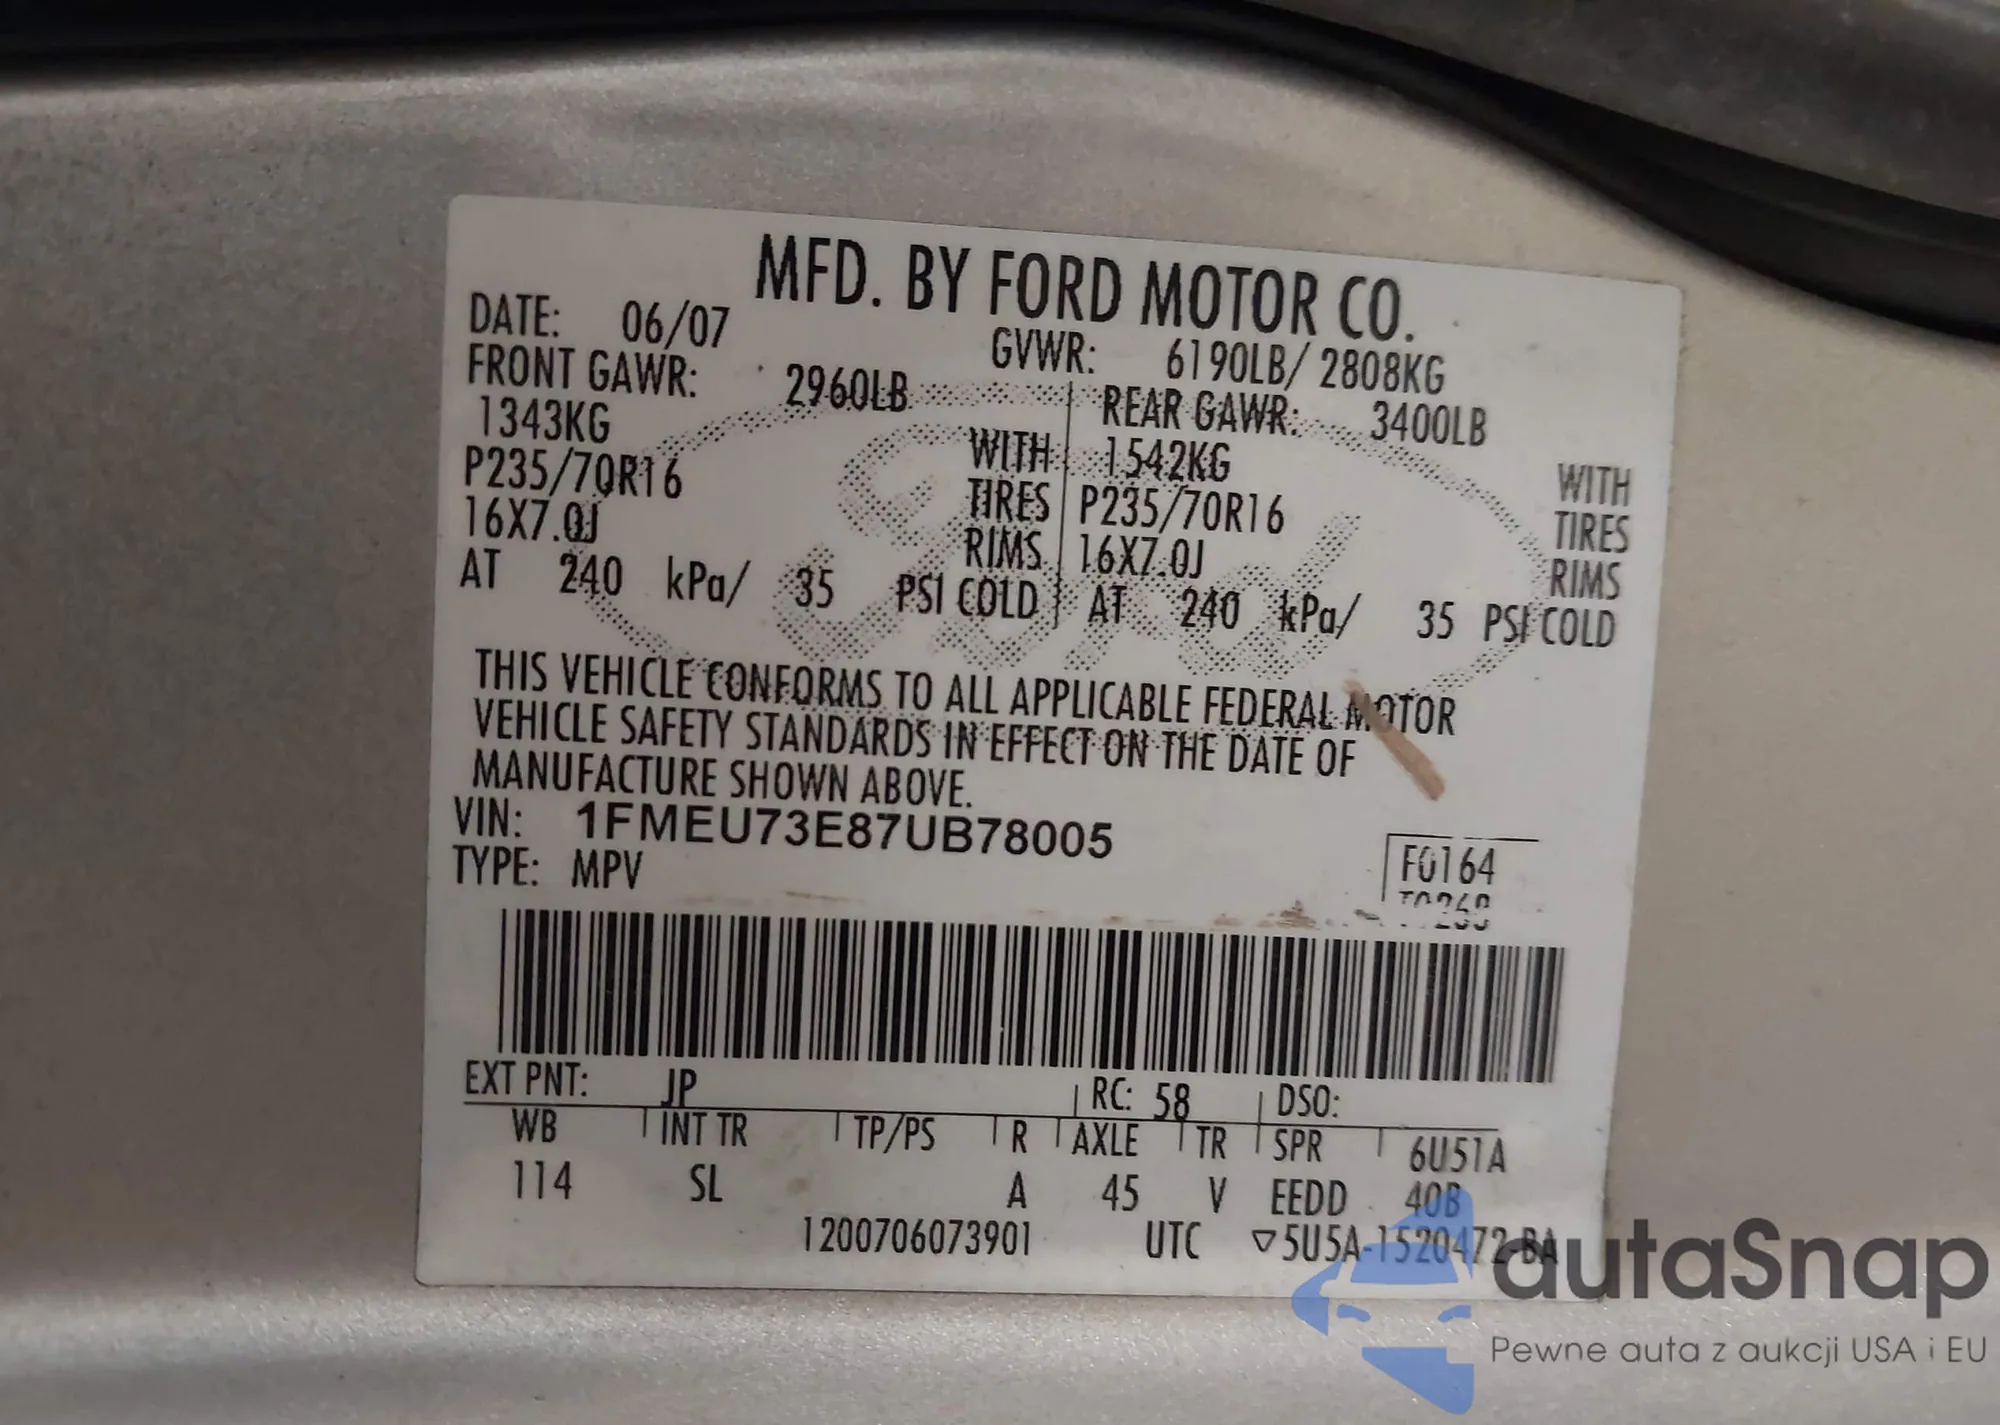 MFD. BY FORD MOTOR CO.
DATE: 06/07 GVWR: 6190LB/ 2808KG
FRONT GAWR: 2960LB REAR GAWR: 3400LB
1343KG WITH 1542KG WITH
P235/70R16 TIRES P235/70R16 TIRES
16X7.0J RIMS 16X7.0J RIMS
AT 240 kPa/ 35 PSI COLD AT 240 kPa/ 35 PSI COLD
Ford
THIS VEHICLE CONFORMS TO ALL APPLICABLE FEDERAL MOTOR
VEHICLE SAFETY STANDARDS IN EFFECT ON THE DATE OF
MANUFACTURE SHOWN ABOVE.
VIN: 1FMEU73E87UB78005
TYPE: MPV
F0164
EXT PNT: JP RC: 58 DSO:
WB INT TR TP/PS R AXLE TR SPR 6U51A
114 SL A 45 V EEDD 40B
1200706073901 UTC ▽5U5A-1520472-BA
autaSnap
Pewne auta z aukcji USA i EU